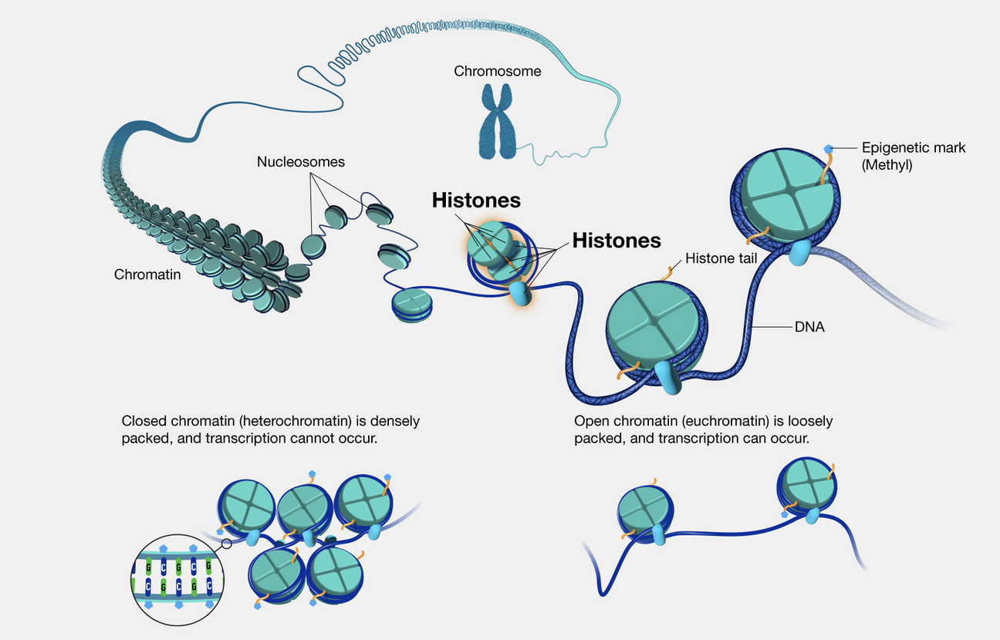 Chromosome
Epigenetic mark
(Methyl)
Nucleosomes
Histones
Histones
Histone tail
Chromatin
DNA
Closed chromatin (heterochromatin) is densely
packed, and transcription cannot occur.
Open chromatin (euchromatin) is loosely
packed, and transcription can occur.
G C G C G
C G C G C